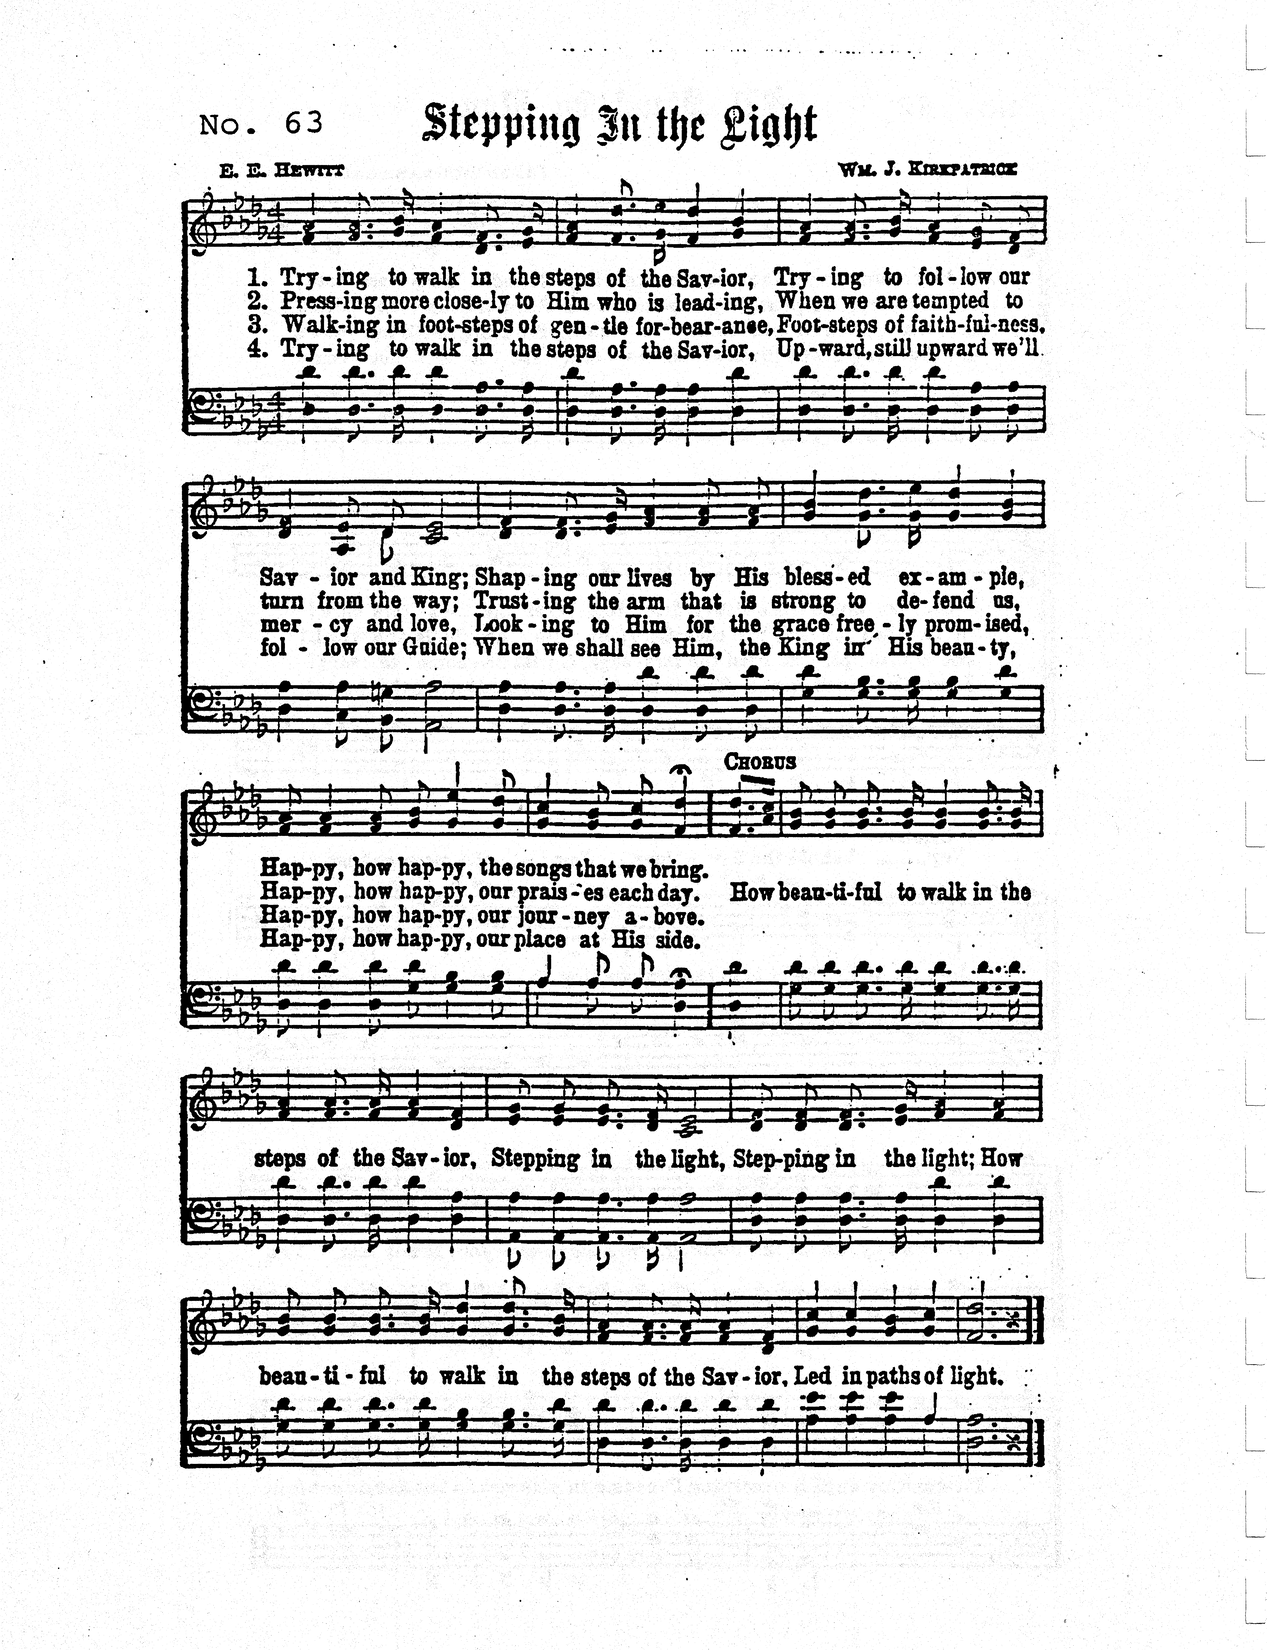 No. 63
Stepping In the Light
E. E. Hewitt
Wm. J. Kirkpatrick
1. Try-ing to walk in the steps of the Sav-ior, Try-ing to fol-low our
2. Press-ing more close-ly to Him who is lead-ing, When we are tempted to
3. Walk-ing in foot-steps of gen-tle for-bear-ance, Foot-steps of faith-ful-ness,
4. Try-ing to walk in the steps of the Sav-ior, Up-ward, still upward we'll
Sav - ior and King; Shap-ing our lives by His bless-ed ex-am-ple,
turn from the way; Trust-ing the arm that is strong to de-fend us,
mer - cy and love, Look-ing to Him for the grace free-ly prom-ised,
fol - low our Guide; When we shall see Him, the King in His beau-ty,
Chorus
Hap-py, how hap-py, the songs that we bring.
Hap-py, how hap-py, our prais-es each day. How beau-ti-ful to walk in the
Hap-py, how hap-py, our jour-ney a-bove.
Hap-py, how hap-py, our place at His side.
steps of the Sav-ior, Stepping in the light, Step-ping in the light; How
beau-ti-ful to walk in the steps of the Sav-ior, Led in paths of light.